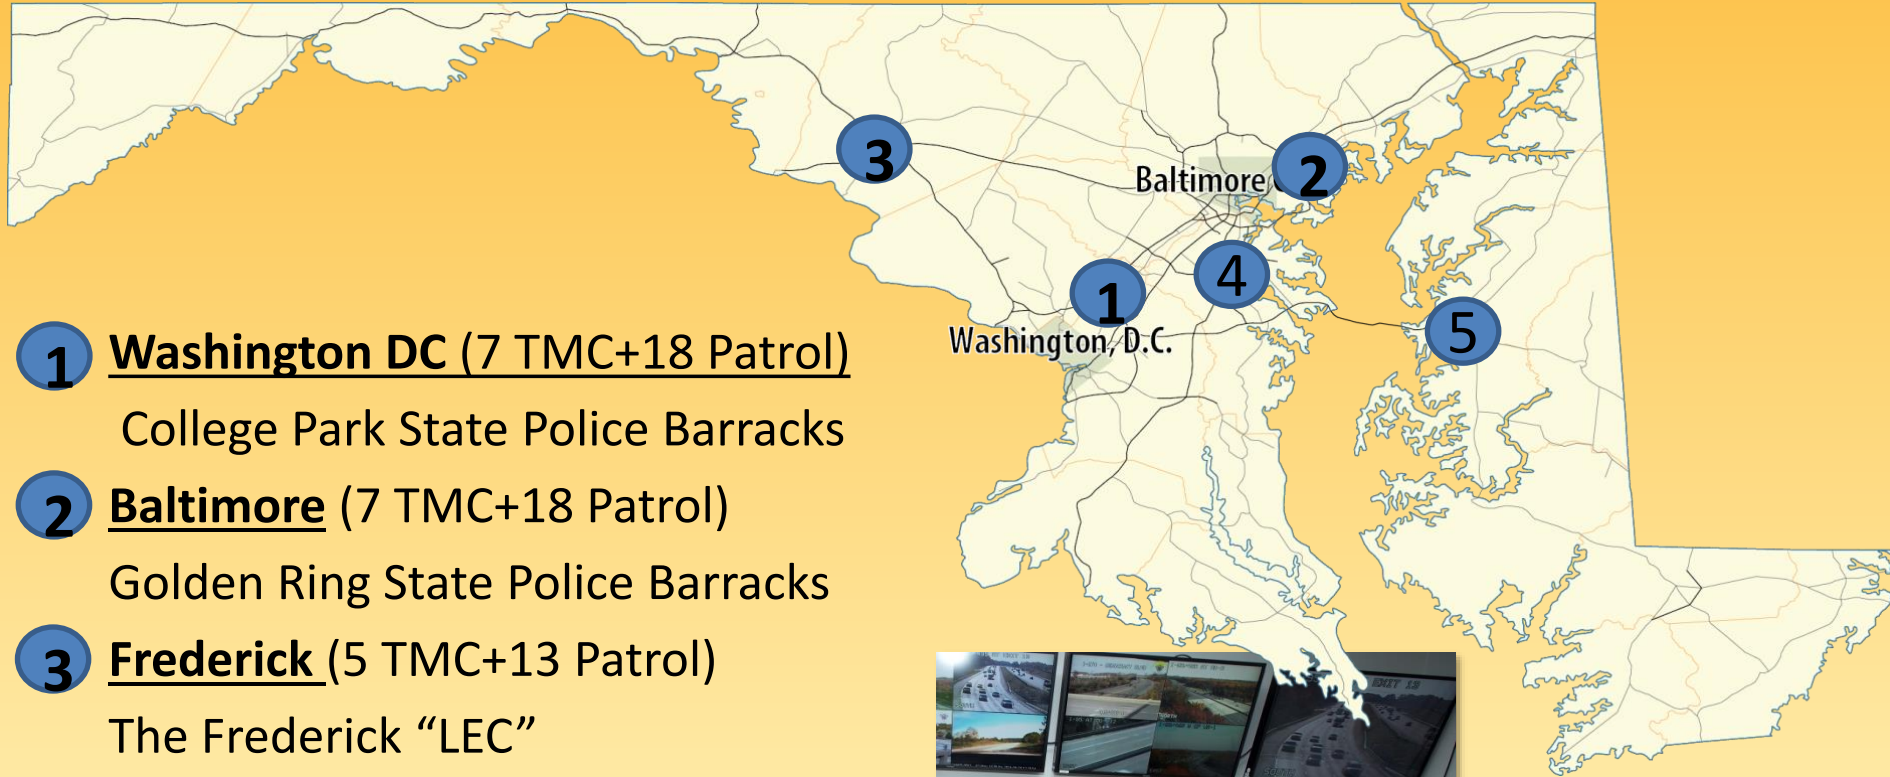 3
Baltimore
2
4
1
Washington, D.C.
5
1 Washington DC (7 TMC+18 Patrol)
College Park State Police Barracks
2 Baltimore (7 TMC+18 Patrol)
Golden Ring State Police Barracks
3 Frederick (5 TMC+13 Patrol)
The Frederick “LEC”